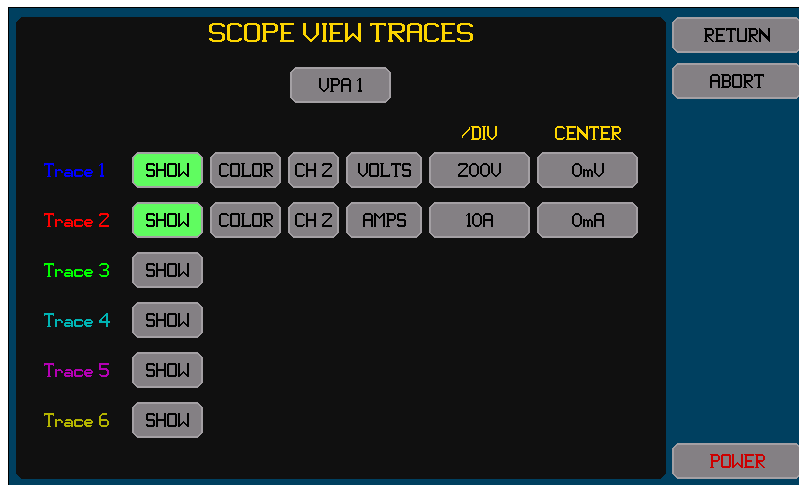 SCOPE VIEW TRACES
RETURN
VPA 1
ABORT
/DIV CENTER
Trace 1 SHOW COLOR CH 2 VOLTS 200V 0mV
Trace 2 SHOW COLOR CH 2 AMPS 10A 0mA
Trace 3 SHOW
Trace 4 SHOW
Trace 5 SHOW
Trace 6 SHOW
POWER